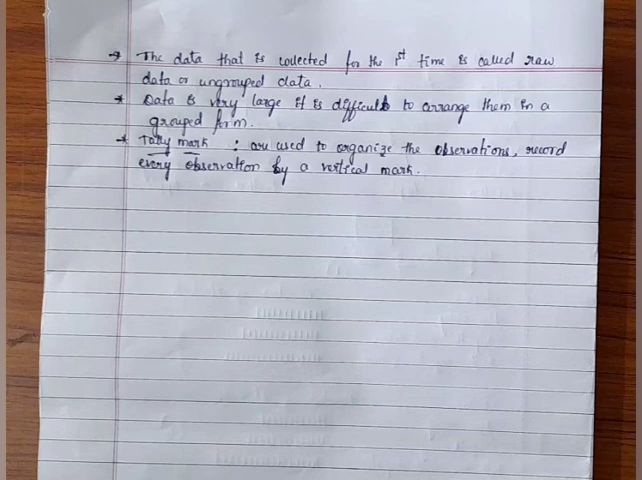 → The data that is collected for the 1st time is called raw
data or ungrouped data.
* Data is very large it is difficult to arrange them in a
grouped form.
* Tally mark : are used to organize the observations, record
every observation by a vertical mark.